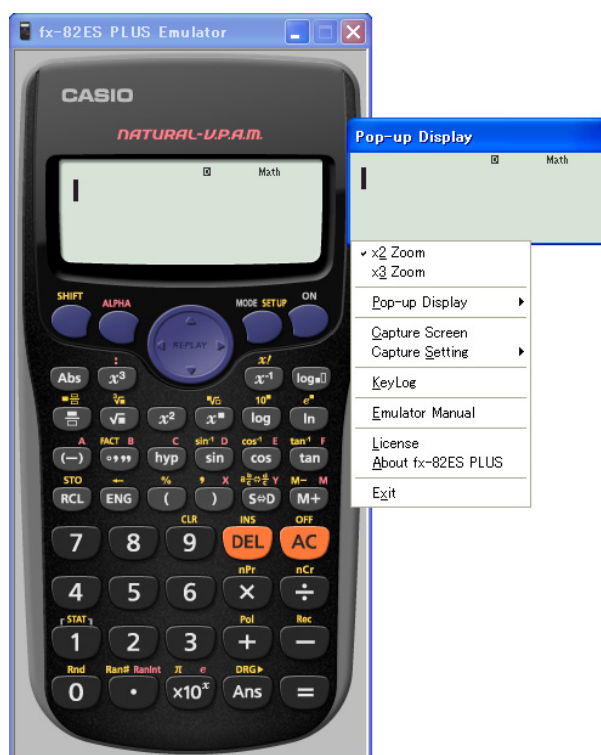 fx-82ES PLUS Emulator
CASIO
NATURAL-V.P.A.M.
Pop-up Display
D Math
D Math
✓ x2 Zoom
x3 Zoom
Pop-up Display
Capture Screen
Capture Setting
KeyLog
Emulator Manual
License
About fx-82ES PLUS
Exit
SHIFT ALPHA MODE SETUP ON
REPLAY
: x!
Abs x³ x⁻¹ log
³√ ˣ√ 10 e
√ x² x log ln
A FACT B C sin⁻¹ D cos⁻¹ E tan⁻¹ F
(−) °,,, hyp sin cos tan
STO ← % , X Y M− M
RCL ENG ( ) S⇔D M+
CLR INS OFF
7 8 9 DEL AC
nPr nCr
4 5 6 × ÷
STAT Pol Rec
1 2 3 + −
Rnd Ran# RanInt π e DRG▶
0 . ×10ˣ Ans =